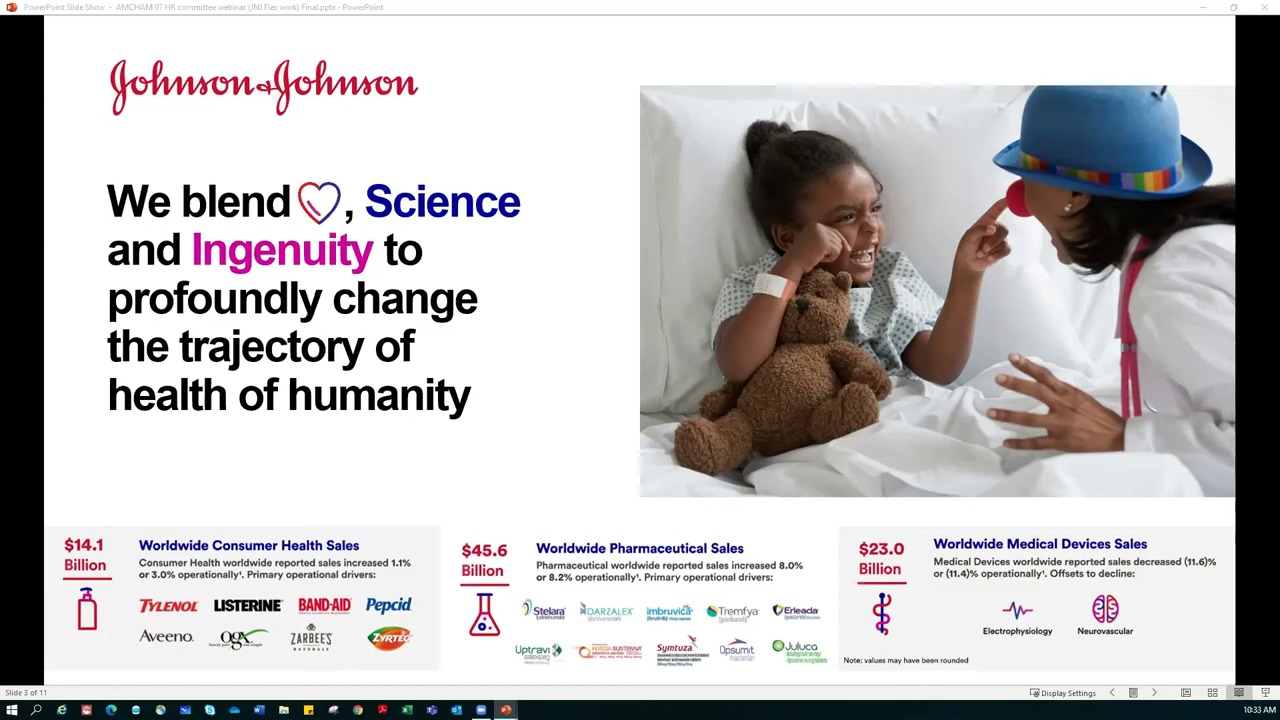 PowerPoint Slide Show - AMCHAM 07 HR committee webinar (JNJ Flex work) Final.pptx - PowerPoint
Johnson & Johnson
We blend , Science
and Ingenuity to
profoundly change
the trajectory of
health of humanity
$14.1
Billion
Worldwide Consumer Health Sales
Consumer Health worldwide reported sales increased 1.1%
or 3.0% operationally¹. Primary operational drivers:
TYLENOL LISTERINE BAND-AID Pepcid
Aveeno OGX ZARBEE'S
NATURALS ZYRTEC
$45.6
Billion
Worldwide Pharmaceutical Sales
Pharmaceutical worldwide reported sales increased 8.0%
or 8.2% operationally¹. Primary operational drivers:
Stelara DARZALEX imbruvica Tremfya Erleada
Uptravi INVEGA SUSTENNA Symtuza Opsumit Juluca
$23.0
Billion
Worldwide Medical Devices Sales
Medical Devices worldwide reported sales decreased (11.6)%
or (11.4)% operationally¹. Offsets to decline:
Electrophysiology
Neurovascular
Note: values may have been rounded
Slide 3 of 11
Display Settings
10:33 AM